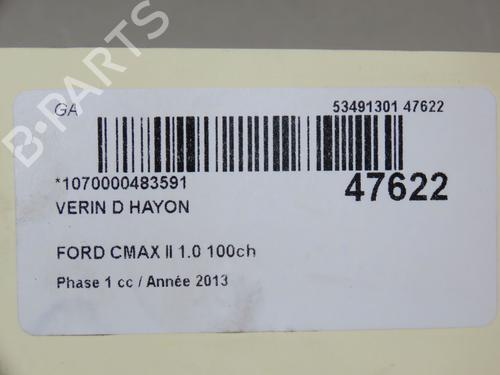 GA
53491301 47622
*1070000483591
47622
VERIN D HAYON
FORD CMAX II 1.0 100ch
Phase 1 cc / Année 2013
B-PARTS